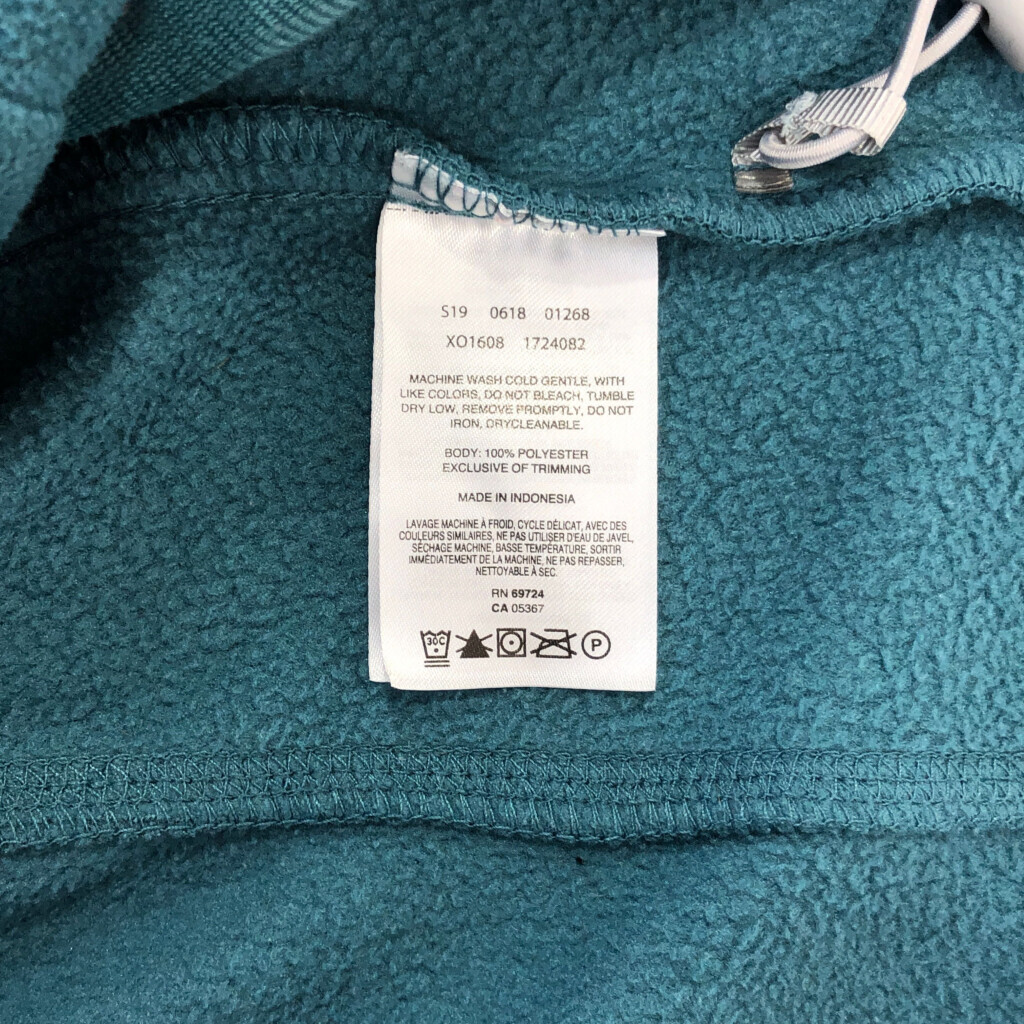 S19 0618 01268
XO1608 1724082
MACHINE WASH COLD GENTLE, WITH
LIKE COLORS, DO NOT BLEACH, TUMBLE
DRY LOW, REMOVE PROMPTLY, DO NOT
IRON, DRYCLEANABLE.
BODY: 100% POLYESTER
EXCLUSIVE OF TRIMMING
MADE IN INDONESIA
LAVAGE MACHINE À FROID, CYCLE DÉLICAT, AVEC DES
COULEURS SIMILAIRES, NE PAS UTILISER D'EAU DE JAVEL,
SÉCHAGE MACHINE, BASSE TEMPÉRATURE, SORTIR
IMMÉDIATEMENT DE LA MACHINE, NE PAS REPASSER,
NETTOYABLE À SEC.
RN 69724
CA 05367
30C P